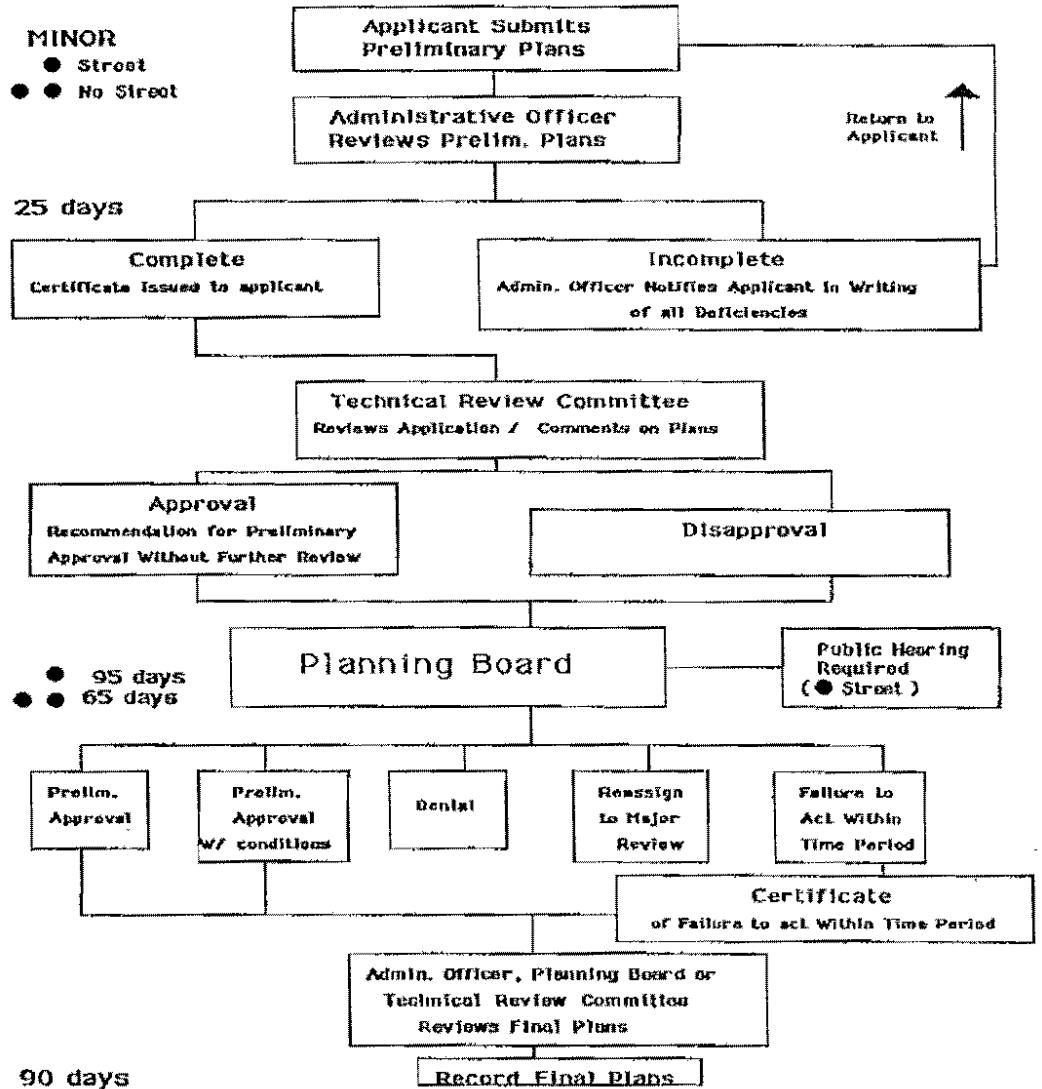 MINOR
● Street
● ● No Street
Applicant Submits
Preliminary Plans
Administrative Officer
Reviews Prelim. Plans
Return to
Applicant
25 days
Complete
Certificate Issued to applicant
Incomplete
Admin. Officer Notifies Applicant in Writing
of all Deficiencies
Technical Review Committee
Reviews Application / Comments on Plans
Approval
Recommendation for Preliminary
Approval Without Further Review
Disapproval
Planning Board
Public Hearing
Required
( ● Street )
● 95 days
● ● 65 days
Prelim.
Approval
Prelim.
Approval
W/ conditions
Denial
Reassign
to Major
Review
Failure to
Act Within
Time Period
Certificate
of Failure to act Within Time Period
Admin. Officer, Planning Board or
Technical Review Committee
Reviews Final Plans
90 days
Record Final Plans